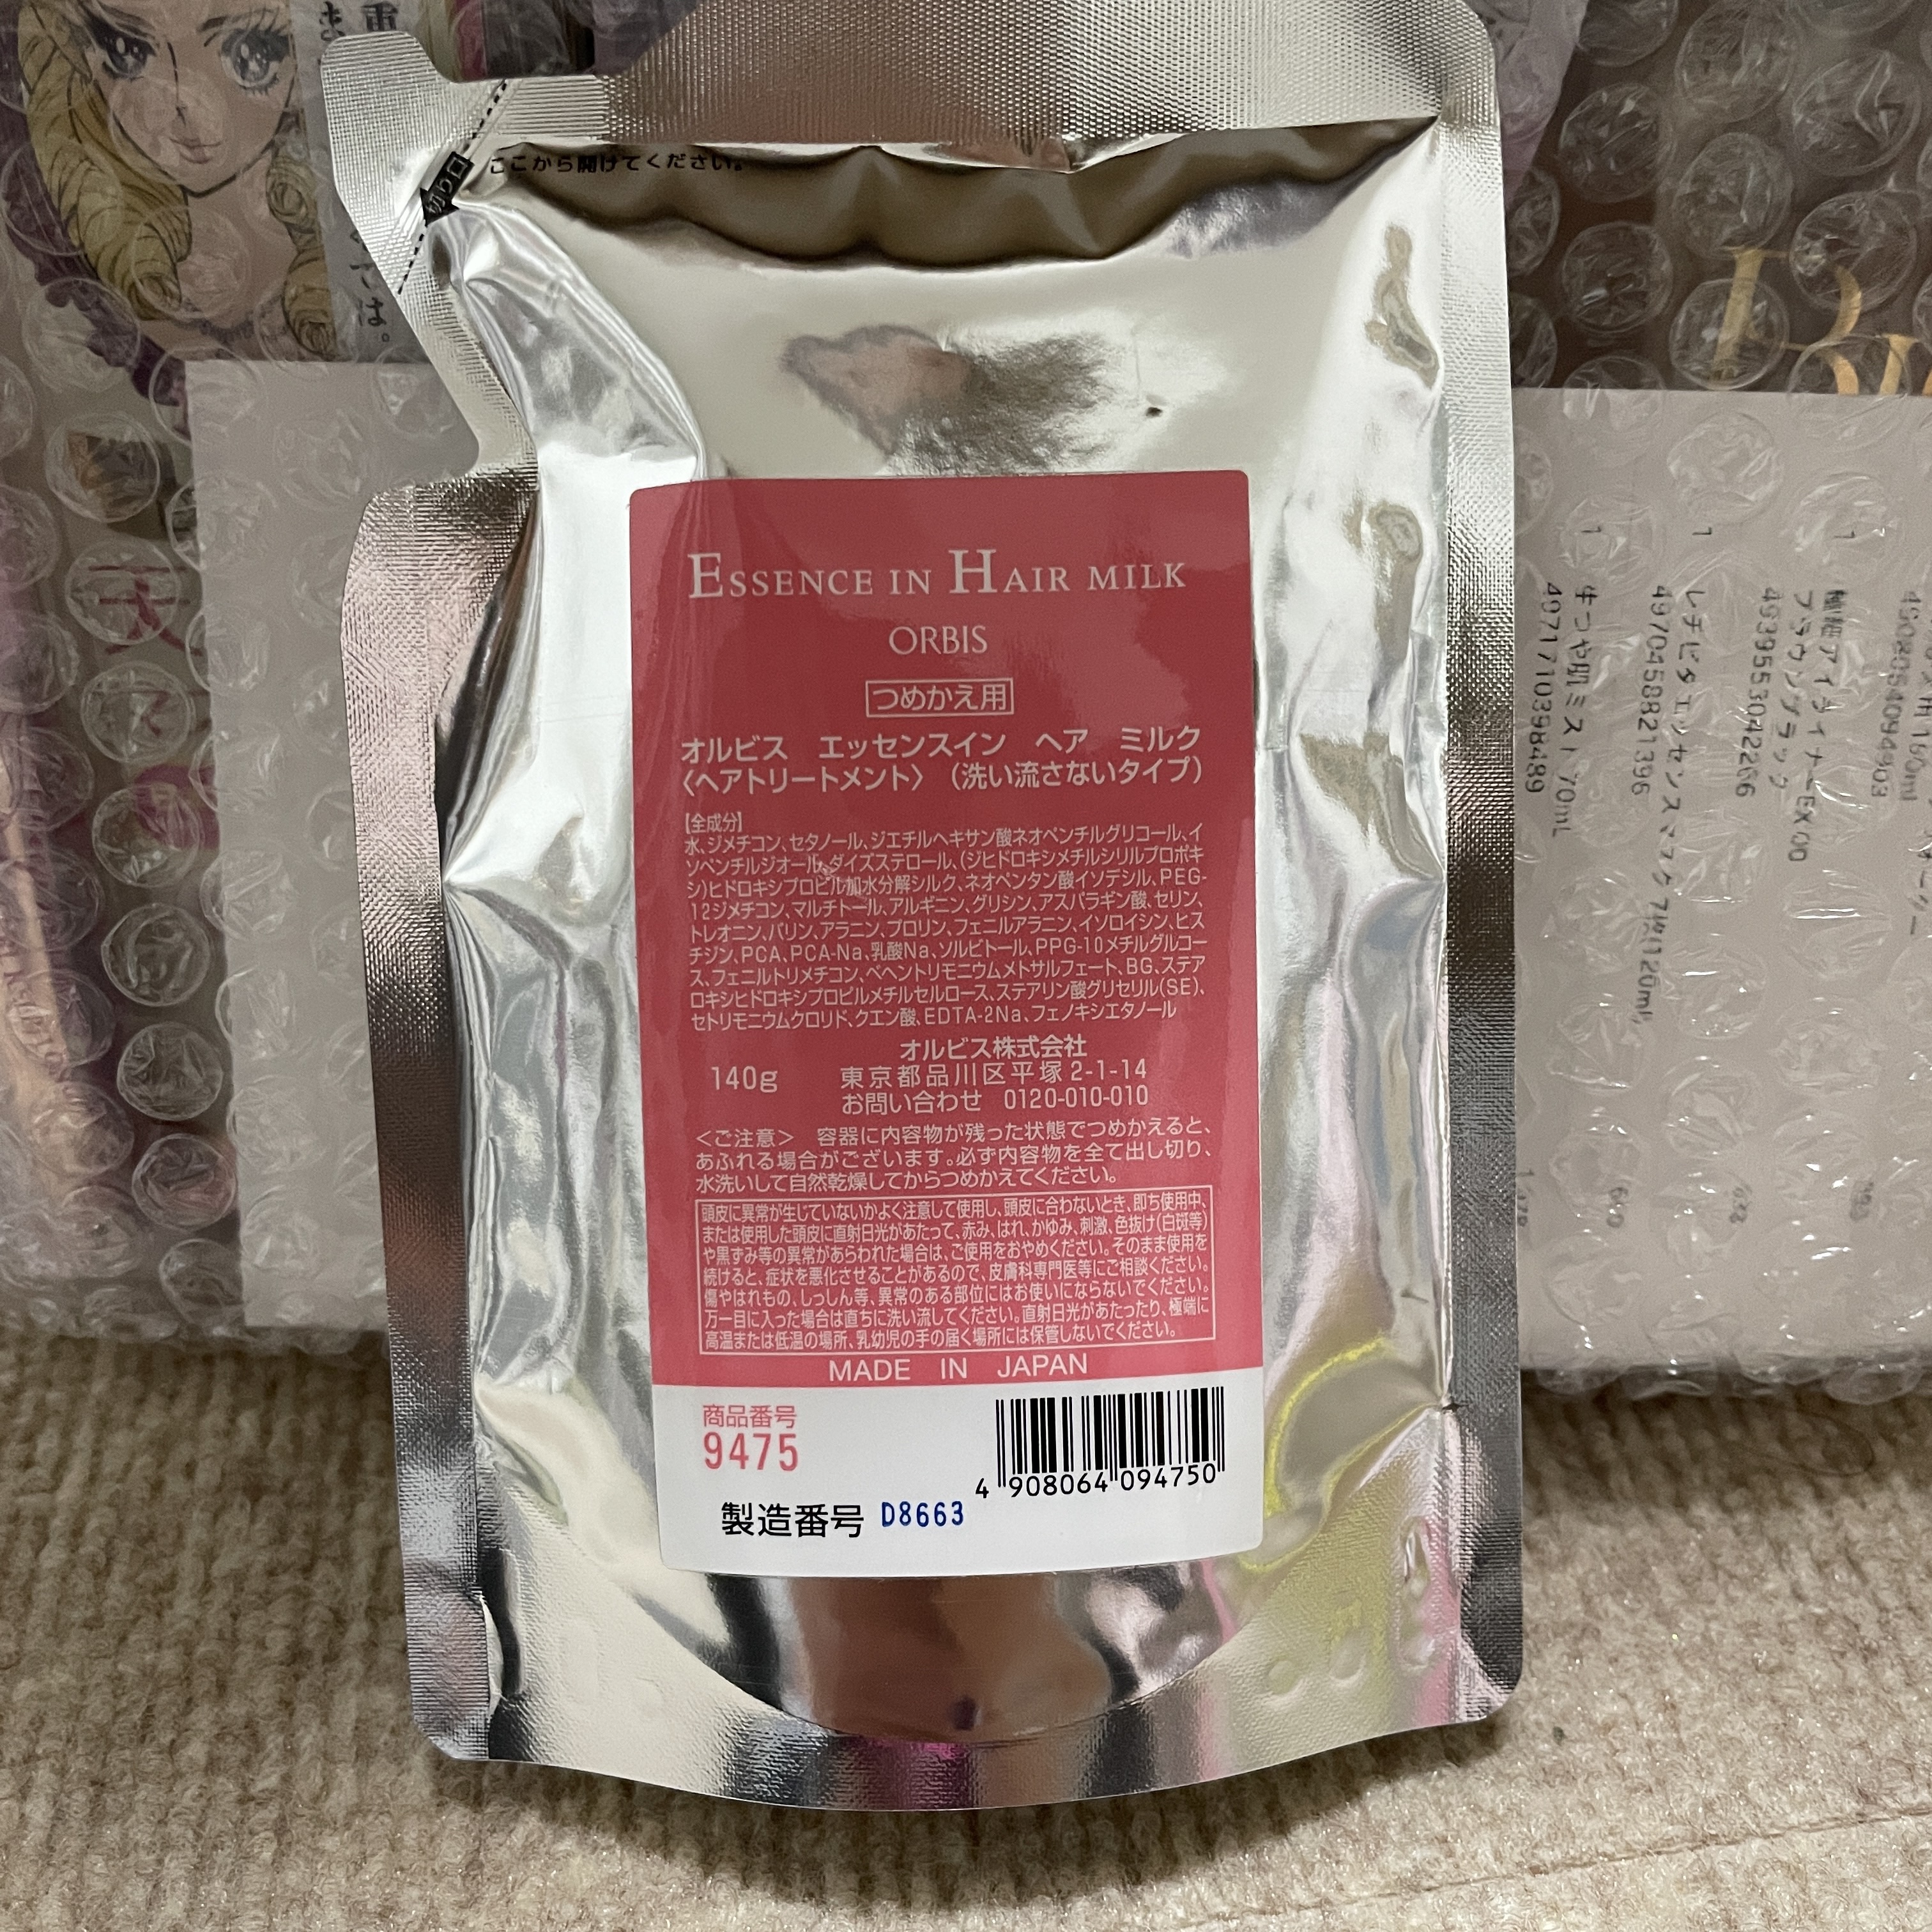 ここから開けてください。
切り口
ESSENCE IN HAIR MILK
ORBIS
つめかえ用
オルビス エッセンスイン ヘア ミルク
〈ヘアトリートメント〉(洗い流さないタイプ)
【全成分】
水、ジメチコン、セタノール、ジエチルヘキサン酸ネオペンチルグリコール、イ
ソペンチルジオール、ダイズステロール、(ジヒドロキシメチルシリルプロポキ
シ)ヒドロキシプロピル加水分解シルク、ネオペンタン酸イソデシル、PEG-
12ジメチコン、マルチトール、アルギニン、グリシン、アスパラギン酸、セリン、
トレオニン、バリン、アラニン、プロリン、フェニルアラニン、イソロイシン、ヒス
チジン、PCA、PCA-Na、乳酸Na、ソルビトール、PPG-10メチルグルコー
ス、フェニルトリメチコン、ベヘントリモニウムメトサルフェート、BG、ステア
ロキシヒドロキシプロピルメチルセルロース、ステアリン酸グリセリル(SE)、
セトリモニウムクロリド、クエン酸、EDTA-2Na、フェノキシエタノール
オルビス株式会社
140g 東京都品川区平塚2-1-14
お問い合わせ 0120-010-010
<ご注意> 容器に内容物が残った状態でつめかえると、
あふれる場合がございます。必ず内容物を全て出し切り、
水洗いして自然乾燥してからつめかえてください。
頭皮に異常が生じていないかよく注意して使用し、頭皮に合わないとき、即ち使用中、
または使用した頭皮に直射日光があたって、赤み、はれ、かゆみ、刺激、色抜け(白斑等)
や黒ずみ等の異常があらわれた場合は、ご使用をおやめください。そのまま使用を
続けると、症状を悪化させることがあるので、皮膚科専門医等にご相談ください。
傷やはれもの、しっしん等、異常のある部位にはお使いにならないでください。
万一目に入った場合は直ちに洗い流してください。直射日光があたったり、極端に
高温または低温の場所、乳幼児の手の届く場所には保管しないでください。
MADE IN JAPAN
商品番号
9475
4 908064 094750
製造番号 D8663
では。
天
1
極細アイライナーEX 00
ブラウンブラック
4939553042266
1
レチビタエッセンスマスク 7枚(120mL
4970458821396
1
キつや肌ミスト 70mL
4971710398489